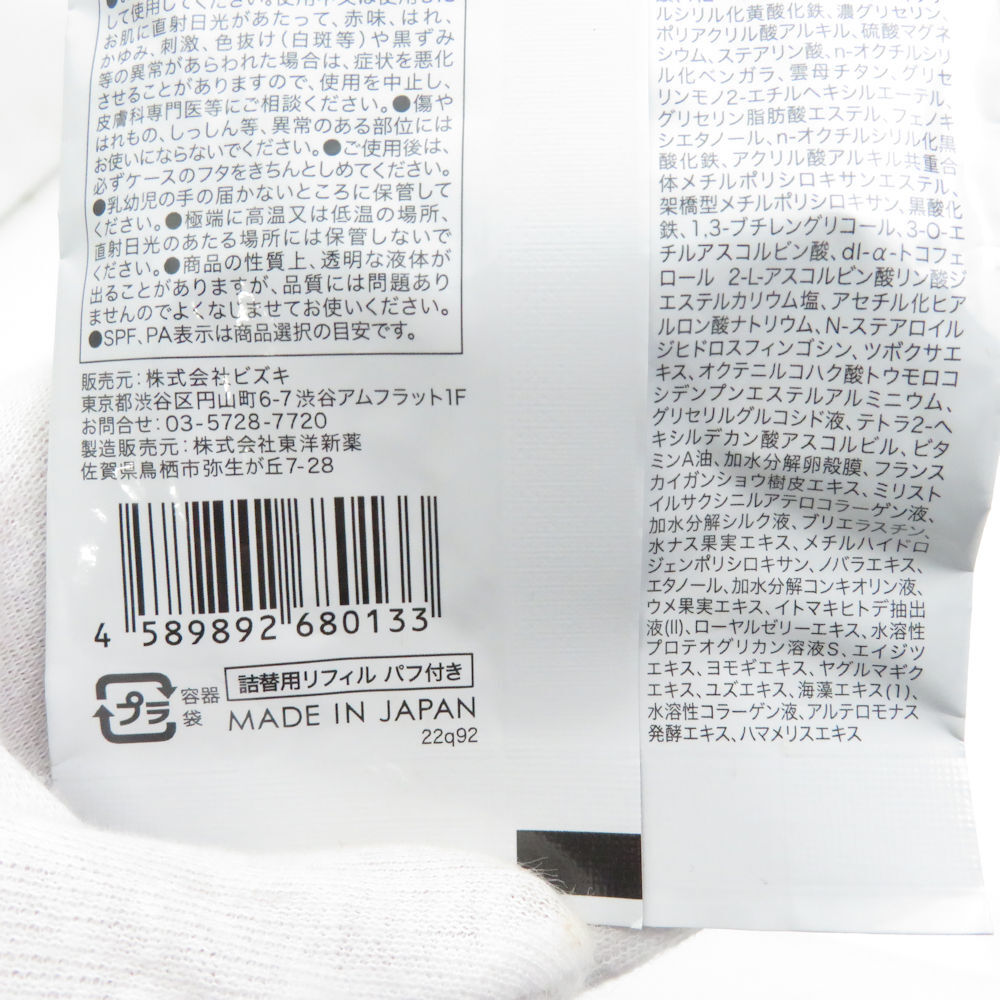 して使用してください。使用中又は使用した
お肌に直射日光があたって、赤味、はれ、
かゆみ、刺激、色抜け(白斑等)や黒ずみ
等の異常があらわれた場合は、症状を悪化
させることがありますので、使用を中止し、
皮膚科専門医等にご相談ください。●傷や
はれもの、しっしん等、異常のある部位には
お使いにならないでください。●ご使用後は、
必ずケースのフタをきちんとしめてください。
●乳幼児の手の届かないところに保管して
ください。●極端に高温又は低温の場所、
直射日光のあたる場所には保管しないで
ください。●商品の性質上、透明な液体が
出ることがありますが、品質には問題あり
ませんのでよくなじませてお使いください。
●SPF、PA表示は商品選択の目安です。
販売元:株式会社ビズキ
東京都渋谷区円山町6-7 渋谷アムフラット1F
お問合せ:03-5728-7720
製造販売元:株式会社東洋新薬
佐賀県鳥栖市弥生が丘7-28
4 589892 680133
プラ
容器
袋
詰替用リフィル パフ付き
MADE IN JAPAN
22q92
ルシリル化黄酸化鉄、濃グリセリン、
ポリアクリル酸アルキル、硫酸マグネ
シウム、ステアリン酸、n-オクチルシリ
ル化ベンガラ、雲母チタン、グリセ
リンモノ2-エチルヘキシルエーテル、
グリセリン脂肪酸エステル、フェノキ
シエタノール、n-オクチルシリル化黒
酸化鉄、アクリル酸アルキル共重合
体メチルポリシロキサンエステル、
架橋型メチルポリシロキサン、黒酸化
鉄、1,3-ブチレングリコール、3-O-エ
チルアスコルビン酸、dl-α-トコフェ
ロール 2-L-アスコルビン酸リン酸ジ
エステルカリウム塩、アセチル化ヒア
ルロン酸ナトリウム、N-ステアロイル
ジヒドロスフィンゴシン、ツボクサエ
キス、オクテニルコハク酸トウモロコ
シデンプンエステルアルミニウム、
グリセリルグルコシド液、テトラ2-ヘ
キシルデカン酸アスコルビル、ビタ
ミンA油、加水分解卵殻膜、フランス
カイガンショウ樹皮エキス、ミリスト
イルサクシニルアテロコラーゲン液、
加水分解シルク液、プリエラスチン、
水ナス果実エキス、メチルハイドロ
ジェンポリシロキサン、ノバラエキス、
エタノール、加水分解コンキオリン液、
ウメ果実エキス、イトマキヒトデ抽出
液(II)、ローヤルゼリーエキス、水溶性
プロテオグリカン溶液S、エイジツ
エキス、ヨモギエキス、ヤグルマギク
エキス、ユズエキス、海藻エキス(1)、
水溶性コラーゲン液、アルテロモナス
発酵エキス、ハマメリスエキス